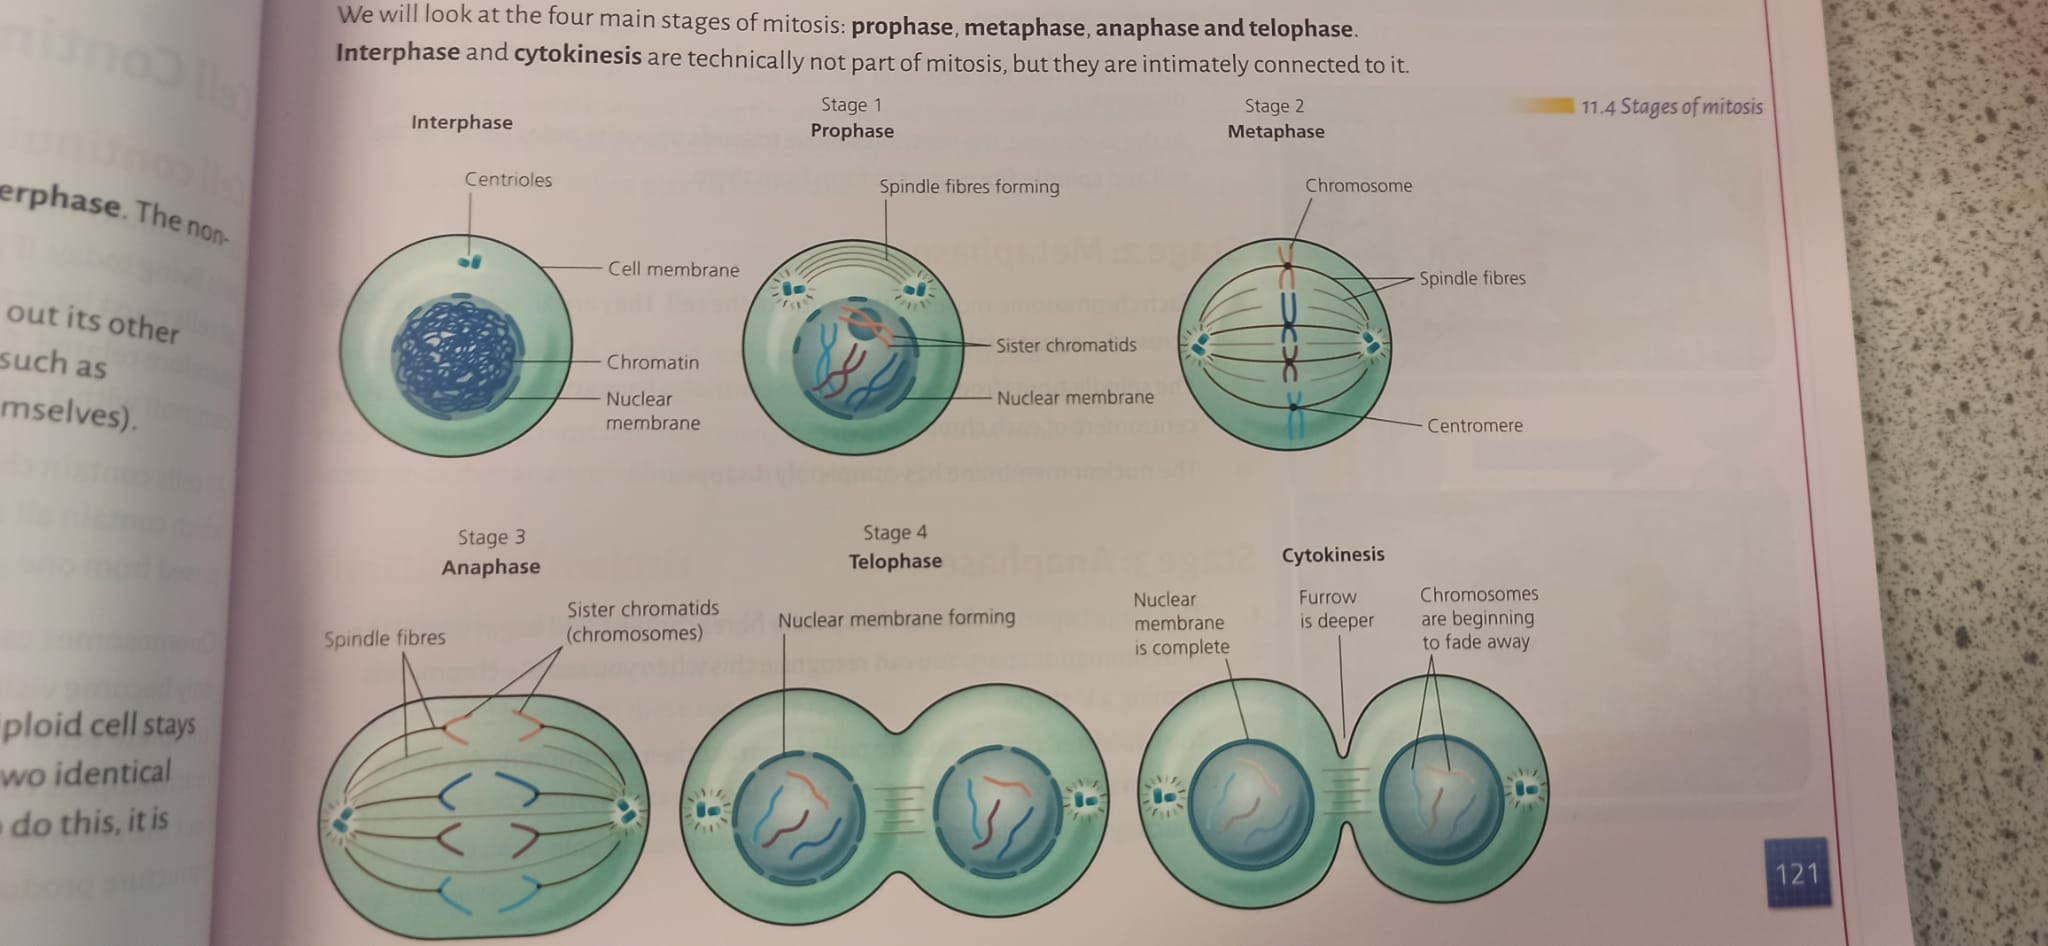 We will look at the four main stages of mitosis: prophase, metaphase, anaphase and telophase.
Interphase and cytokinesis are technically not part of mitosis, but they are intimately connected to it.
erphase. The non-
out its other
such as
mselves).
ploid cell stays
wo identical
do this, it is
11.4 Stages of mitosis
Interphase
Centrioles
Cell membrane
Chromatin
Nuclear
membrane
Stage 1
Prophase
Spindle fibres forming
Sister chromatids
Nuclear membrane
Stage 2
Metaphase
Chromosome
Spindle fibres
Centromere
Stage 3
Anaphase
Spindle fibres
Sister chromatids
(chromosomes)
Stage 4
Telophase
Nuclear membrane forming
Cytokinesis
Nuclear
membrane
is complete
Furrow
is deeper
Chromosomes
are beginning
to fade away
121